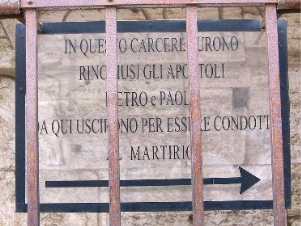 IN QUESTO CARCERE FURONO
RINCHIUSI GLI APOSTOLI
PIETRO e PAOLO
DA QUI USCIRONO PER ESSERE CONDOTTI
AL MARTIRIO